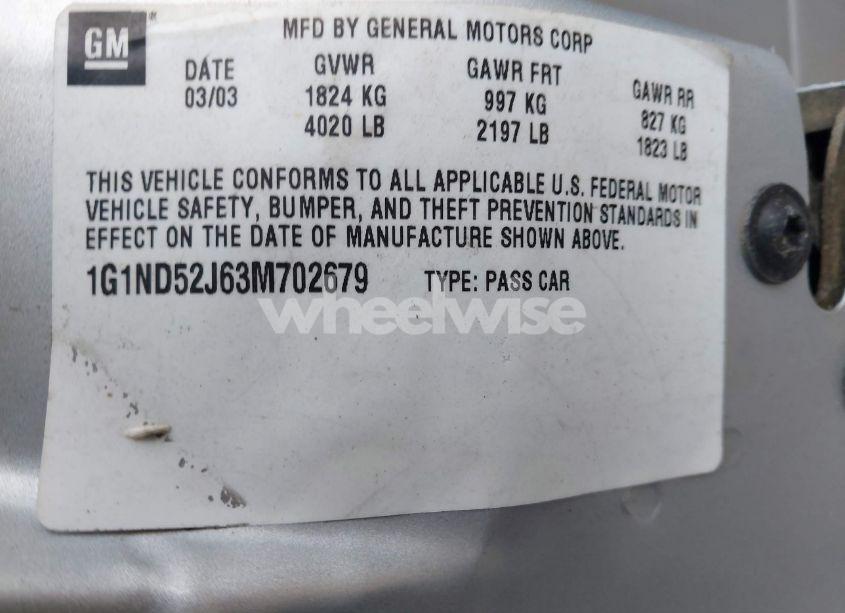 GM
MFD BY GENERAL MOTORS CORP
DATE GVWR GAWR FRT GAWR RR
03/03 1824 KG 997 KG 827 KG
4020 LB 2197 LB 1823 LB
THIS VEHICLE CONFORMS TO ALL APPLICABLE U.S. FEDERAL MOTOR
VEHICLE SAFETY, BUMPER, AND THEFT PREVENTION STANDARDS IN
EFFECT ON THE DATE OF MANUFACTURE SHOWN ABOVE.
1G1ND52J63M702679 TYPE: PASS CAR
wheelwise